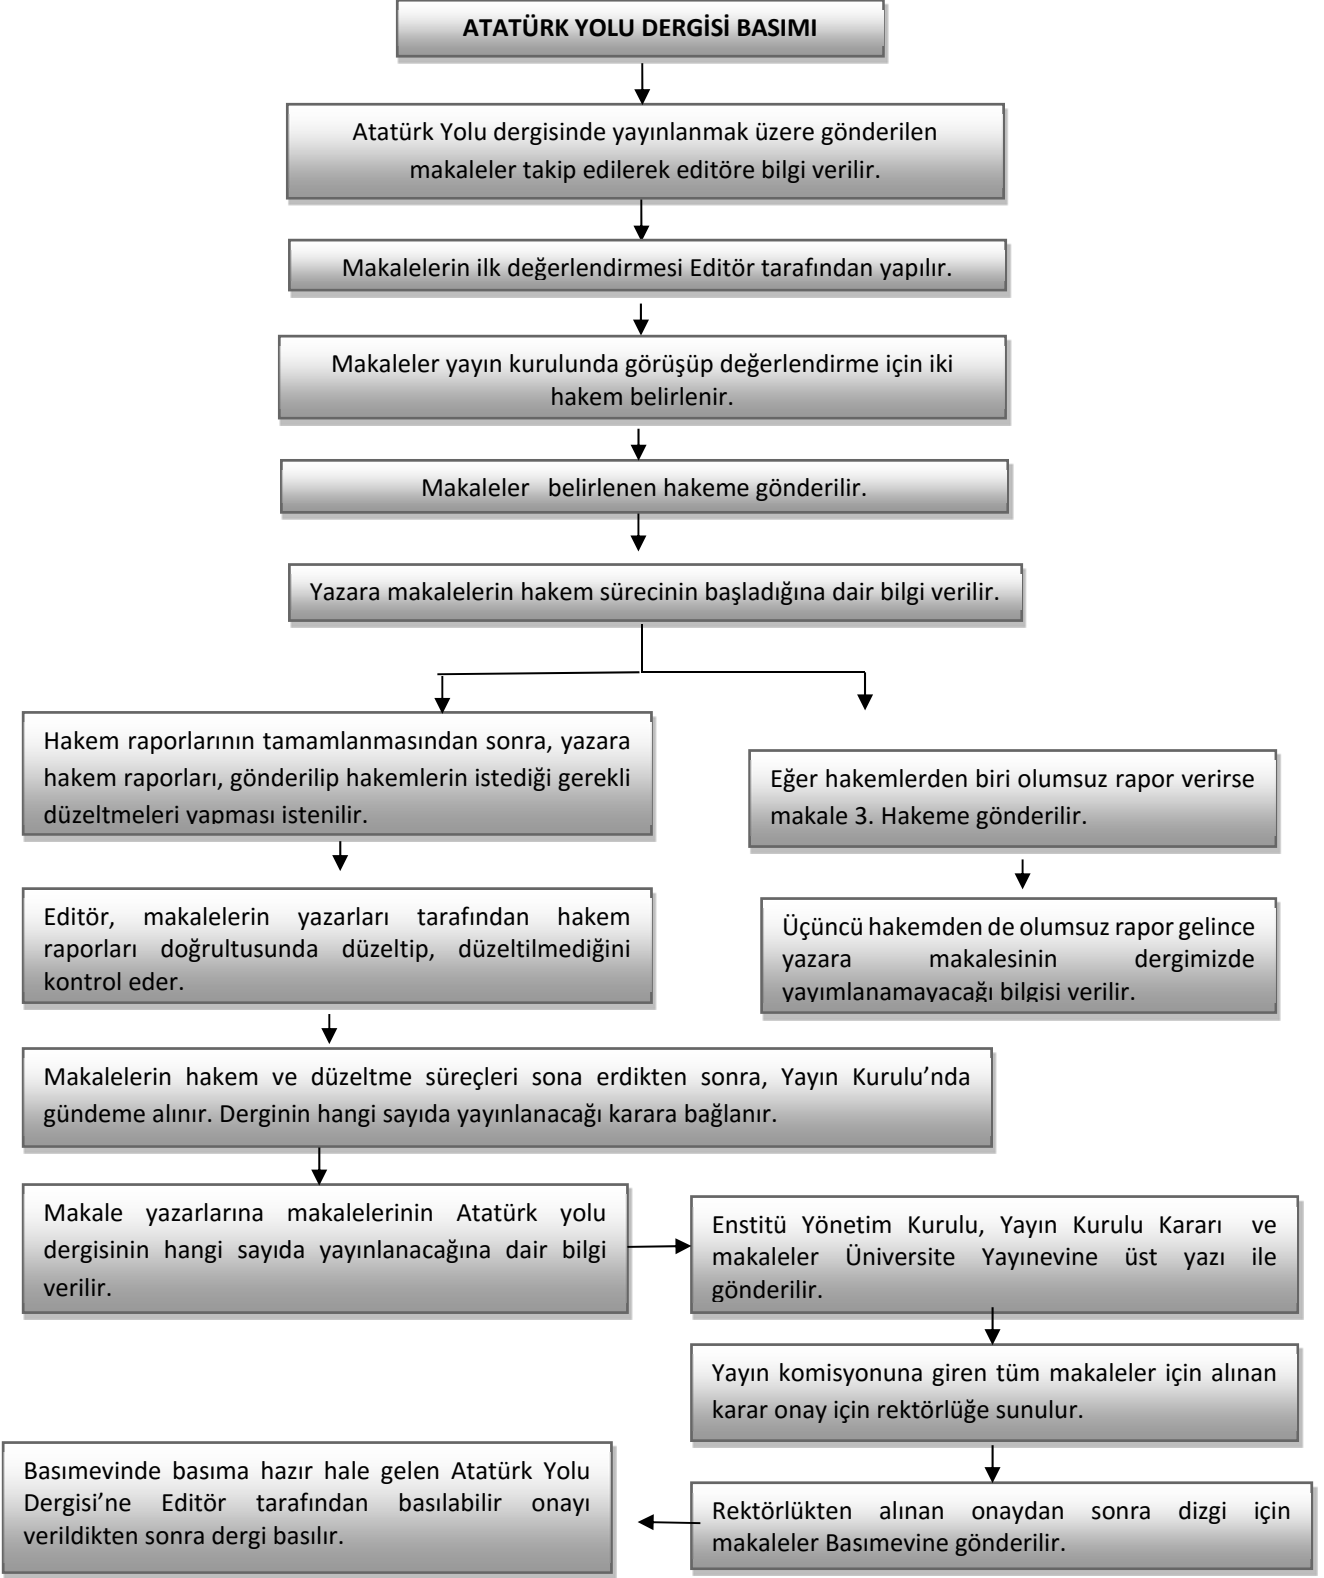 ATATÜRK YOLU DERGİSİ BASIMI
Atatürk Yolu dergisinde yayınlanmak üzere gönderilen
makaleler takip edilerek editöre bilgi verilir.
Makalelerin ilk değerlendirmesi Editör tarafından yapılır.
Makaleler yayın kurulunda görüşüp değerlendirme için iki
hakem belirlenir.
Makaleler   belirlenen hakeme gönderilir.
Yazara makalelerin hakem sürecinin başladığına dair bilgi verilir.
Hakem raporlarının tamamlanmasından sonra, yazara
hakem raporları, gönderilip hakemlerin istediği gerekli
düzeltmeleri yapması istenilir.
Eğer hakemlerden biri olumsuz rapor verirse
makale 3. Hakeme gönderilir.
Editör, makalelerin yazarları tarafından hakem
raporları doğrultusunda düzeltip, düzeltilmediğini
kontrol eder.
Üçüncü hakemden de olumsuz rapor gelince
yazara makalesinin dergimizde
yayımlanamayacağı bilgisi verilir.
Makalelerin hakem ve düzeltme süreçleri sona erdikten sonra, Yayın Kurulu’nda
gündeme alınır. Derginin hangi sayıda yayınlanacağı karara bağlanır.
Makale yazarlarına makalelerinin Atatürk yolu
dergisinin hangi sayıda yayınlanacağına dair bilgi
verilir.
Enstitü Yönetim Kurulu, Yayın Kurulu Kararı  ve
makaleler Üniversite Yayınevine üst yazı ile
gönderilir.
Yayın komisyonuna giren tüm makaleler için alınan
karar onay için rektörlüğe sunulur.
Rektörlükten alınan onaydan sonra dizgi için
makaleler Basımevine gönderilir.
Basımevinde basıma hazır hale gelen Atatürk Yolu
Dergisi’ne Editör tarafından basılabilir onayı
verildikten sonra dergi basılır.